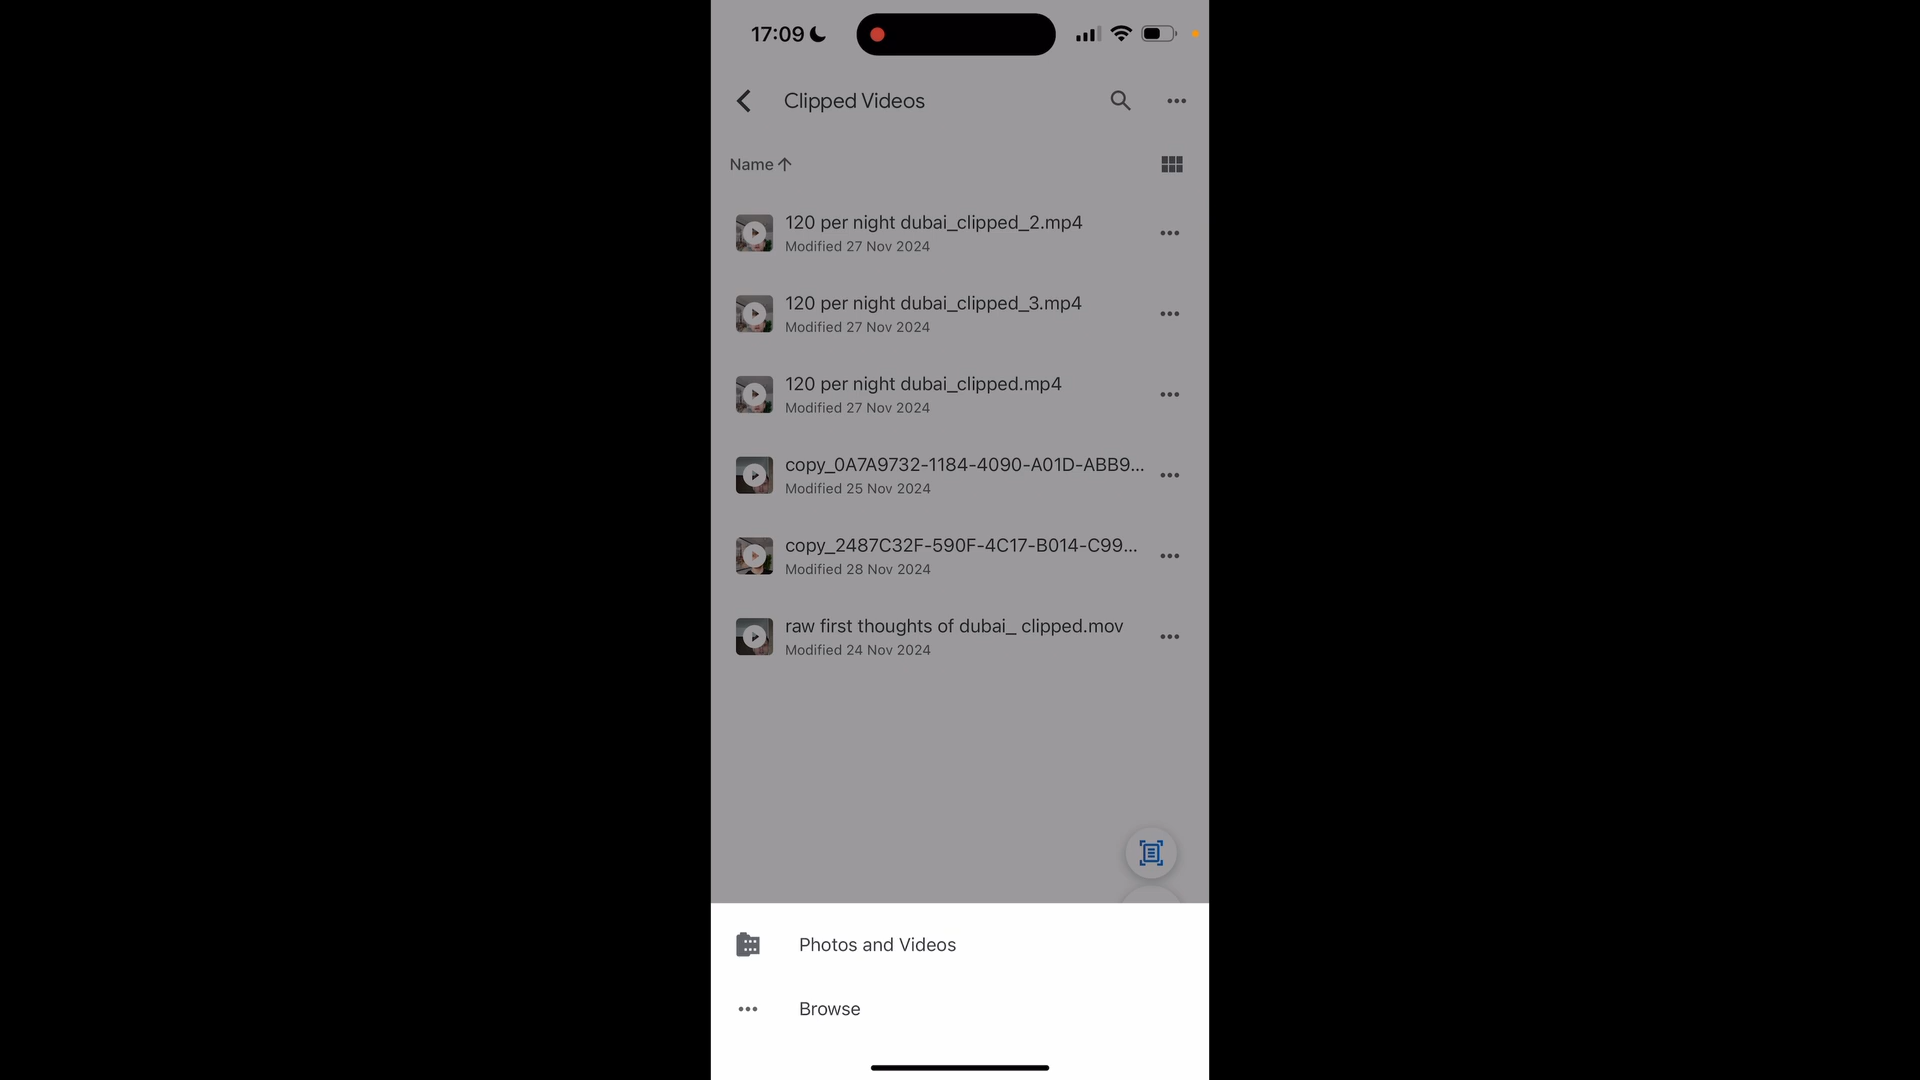 17:09
Clipped Videos
Name
120 per night dubai_clipped_2.mp4
Modified 27 Nov 2024
120 per night dubai_clipped_3.mp4
Modified 27 Nov 2024
120 per night dubai_clipped.mp4
Modified 27 Nov 2024
copy_0A7A9732-1184-4090-A01D-ABB9...
Modified 25 Nov 2024
copy_2487C32F-590F-4C17-B014-C99...
Modified 28 Nov 2024
raw first thoughts of dubai_ clipped.mov
Modified 24 Nov 2024
Photos and Videos
Browse